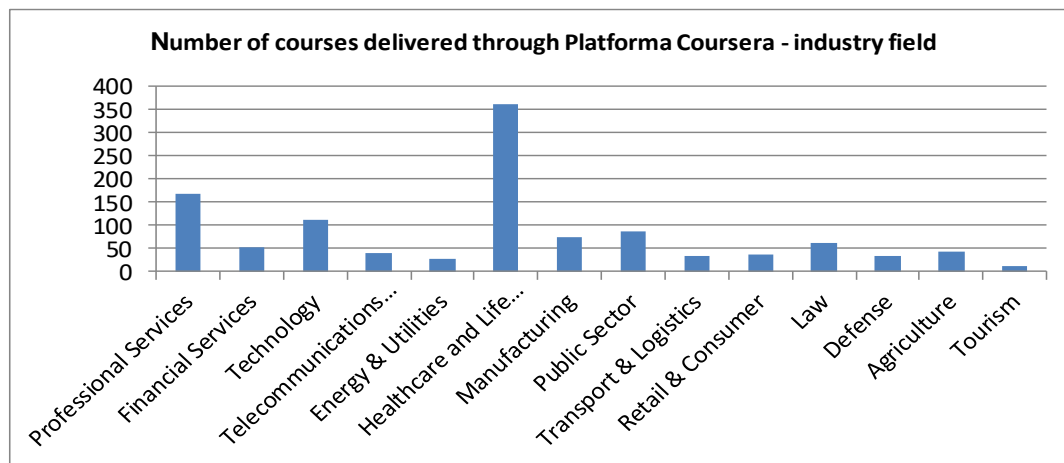 Number of courses delivered through Platforma Coursera - industry field
400
350
300
250
200
150
100
50
0
Professional Services
Financial Services
Technology
Telecommunications...
Energy & Utilities
Healthcare and Life...
Manufacturing
Public Sector
Transport & Logistics
Retail & Consumer
Law
Defense
Agriculture
Tourism